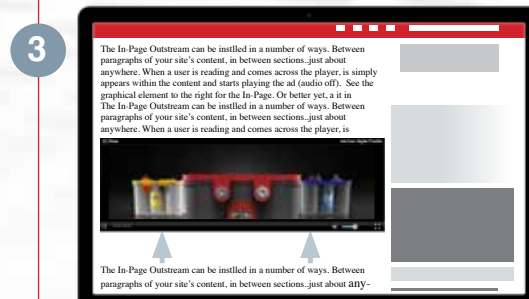 3
The In-Page Outstream can be instlled in a number of ways. Between
paragraphs of your site's content, in between sections..just about
anywhere. When a user is reading and comes across the player, is simply
appears within the content and starts playing the ad (audio off).  See the
graphical element to the right for the In-Page. Or better yet, a it in
The In-Page Outstream can be instlled in a number of ways. Between
paragraphs of your site's content, in between sections..just about
anywhere. When a user is reading and comes across the player, is
The In-Page Outstream can be instlled in a number of ways. Between
paragraphs of your site's content, in between sections..just about any-